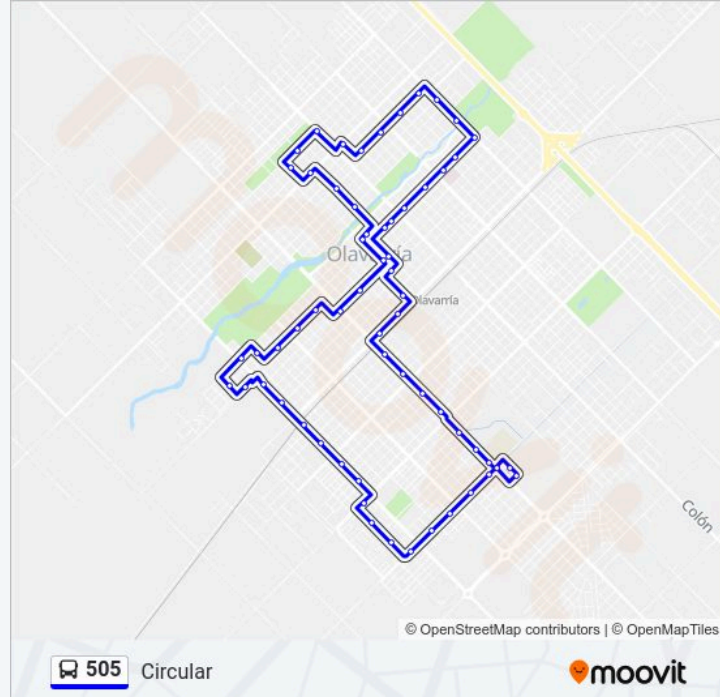 Olavarría
Olavarría
Colón
© OpenStreetMap contributors | © OpenMapTiles
505 Circular
moovit